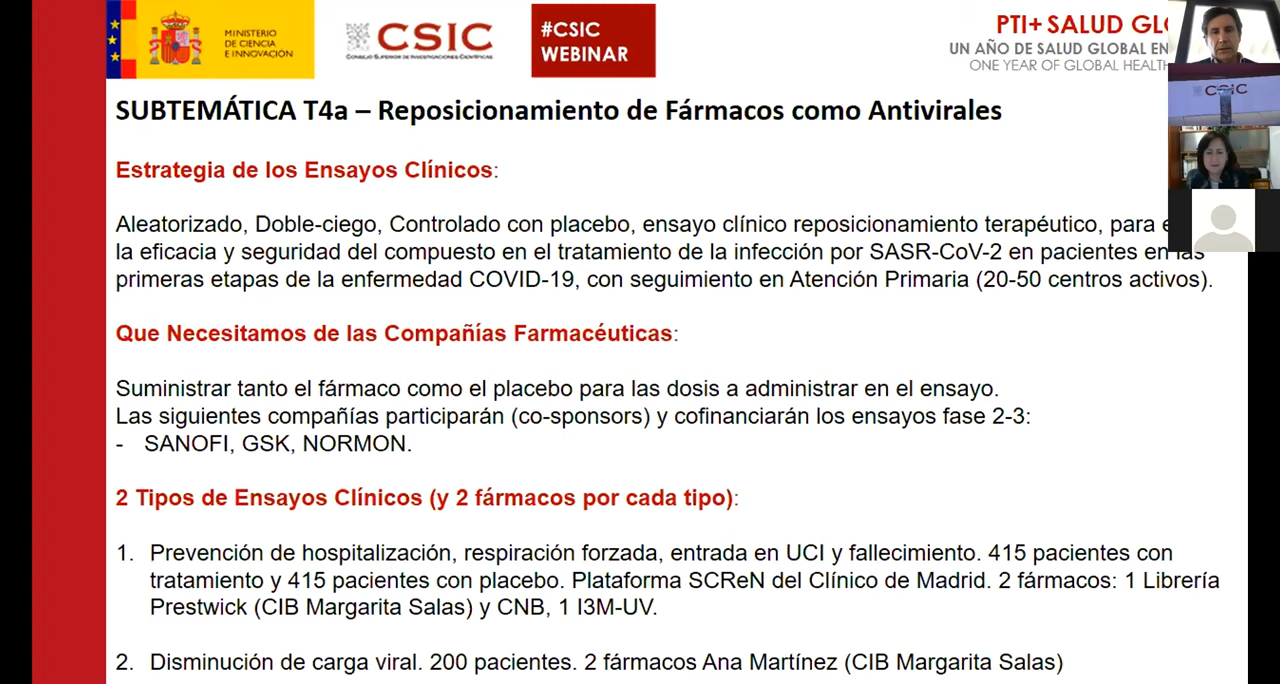 MINISTERIO
DE CIENCIA
E INNOVACIÓN
CSIC
CONSEJO SUPERIOR DE INVESTIGACIONES CIENTÍFICAS
#CSIC
WEBINAR
PTI+ SALUD
UN AÑO DE SALUD GLOBAL EN
ONE YEAR OF GLOBAL HEALTH
CSIC
SUBTEMÁTICA T4a – Reposicionamiento de Fármacos como Antivirales
Estrategia de los Ensayos Clínicos:
Aleatorizado, Doble-ciego, Controlado con placebo, ensayo clínico reposicionamiento terapéutico, para
la eficacia y seguridad del compuesto en el tratamiento de la infección por SASR-CoV-2 en pacientes en las
primeras etapas de la enfermedad COVID-19, con seguimiento en Atención Primaria (20-50 centros activos).
Que Necesitamos de las Compañías Farmacéuticas:
Suministrar tanto el fármaco como el placebo para las dosis a administrar en el ensayo.
Las siguientes compañías participarán (co-sponsors) y cofinanciarán los ensayos fase 2-3:
- SANOFI, GSK, NORMON.
2 Tipos de Ensayos Clínicos (y 2 fármacos por cada tipo):
1. Prevención de hospitalización, respiración forzada, entrada en UCI y fallecimiento. 415 pacientes con
tratamiento y 415 pacientes con placebo. Plataforma SCReN del Clínico de Madrid. 2 fármacos: 1 Librería
Prestwick (CIB Margarita Salas) y CNB, 1 I3M-UV.
2. Disminución de carga viral. 200 pacientes. 2 fármacos Ana Martínez (CIB Margarita Salas)